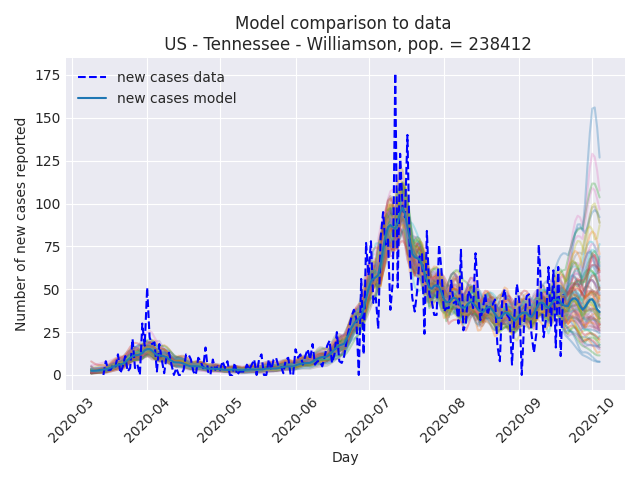 Model comparison to data
US - Tennessee - Williamson, pop. = 238412
175
150
125
100
75
50
25
0
Number of new cases reported
new cases data
new cases model
2020-03
2020-04
2020-05
2020-06
2020-07
2020-08
2020-09
2020-10
Day